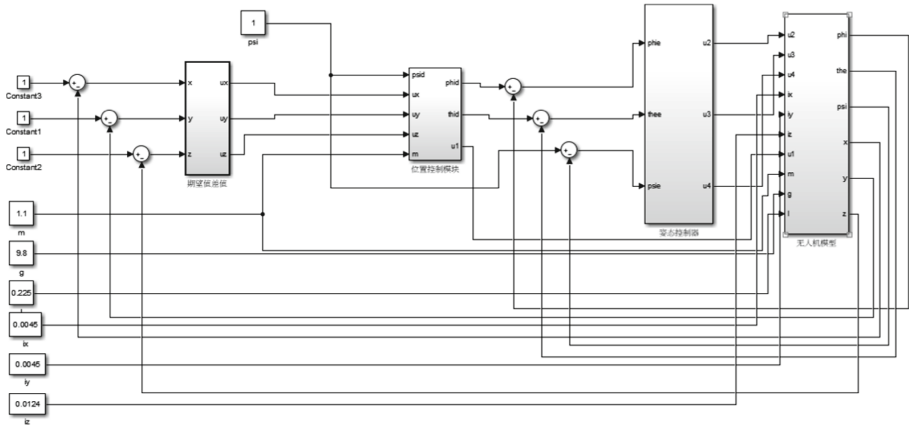 1
psi
1
Constant3
1
Constant1
1
Constant2
1.1
m
9.8
g
0.225
0.0045
ix
0.0045
iy
0.0124
iz
x
y
z
ux
uy
uz
期望值差值
psid
ux
uy
uz
m
phid
thid
u1
位置控制模块
phie
thee
psie
u2
u3
u4
姿态控制器
u2
u3
u4
ix
iy
iz
u1
m
g
l
phi
the
psi
x
y
z
无人机模型